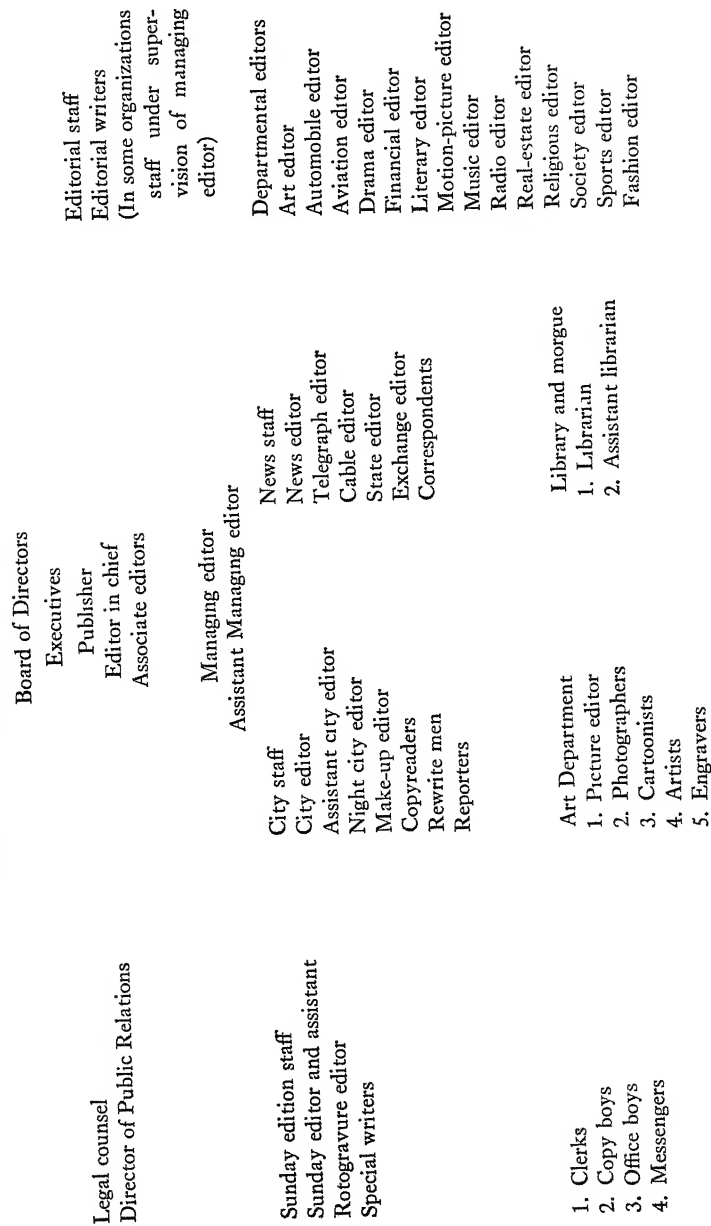 Board of Directors
Executives
Publisher
Editor in chief
Associate editors
Legal counsel
Director of Public Relations
Editorial staff
Editorial writers
(In some organizations
staff under super-
vision of managing
editor)
Managing editor
Assistant Managing editor
Sunday edition staff
Sunday editor and assistant
Rotogravure editor
Special writers
City staff
City editor
Assistant city editor
Night city editor
Make-up editor
Copyreaders
Rewrite men
Reporters
News staff
News editor
Telegraph editor
Cable editor
State editor
Exchange editor
Correspondents
Departmental editors
Art editor
Automobile editor
Aviation editor
Drama editor
Financial editor
Literary editor
Motion-picture editor
Music editor
Radio editor
Real-estate editor
Religious editor
Society editor
Sports editor
Fashion editor
1. Clerks
2. Copy boys
3. Office boys
4. Messengers
Art Department
1. Picture editor
2. Photographers
3. Cartoonists
4. Artists
5. Engravers
Library and morgue
1. Librarian
2. Assistant librarian